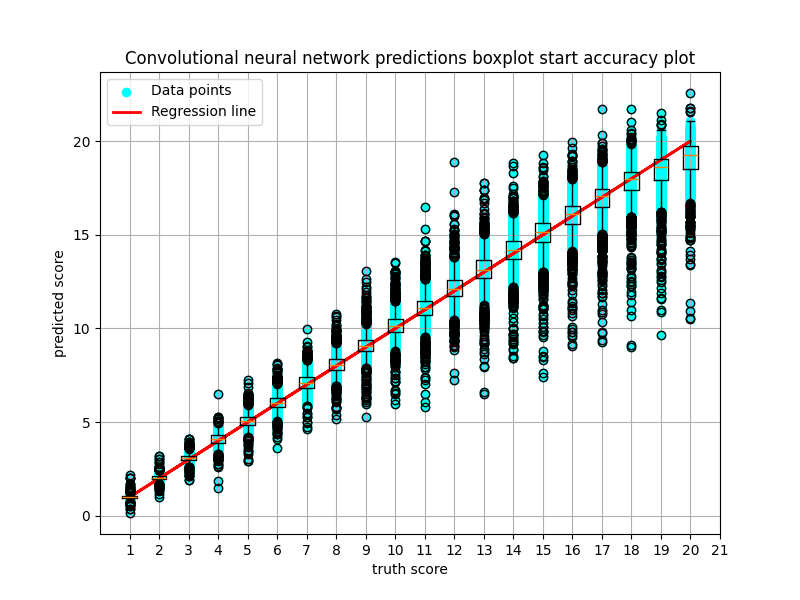 Convolutional neural network predictions boxplot start accuracy plot
Data points
Regression line
20
15
10
5
0
predicted score
1 2 3 4 5 6 7 8 9 10 11 12 13 14 15 16 17 18 19 20 21
truth score